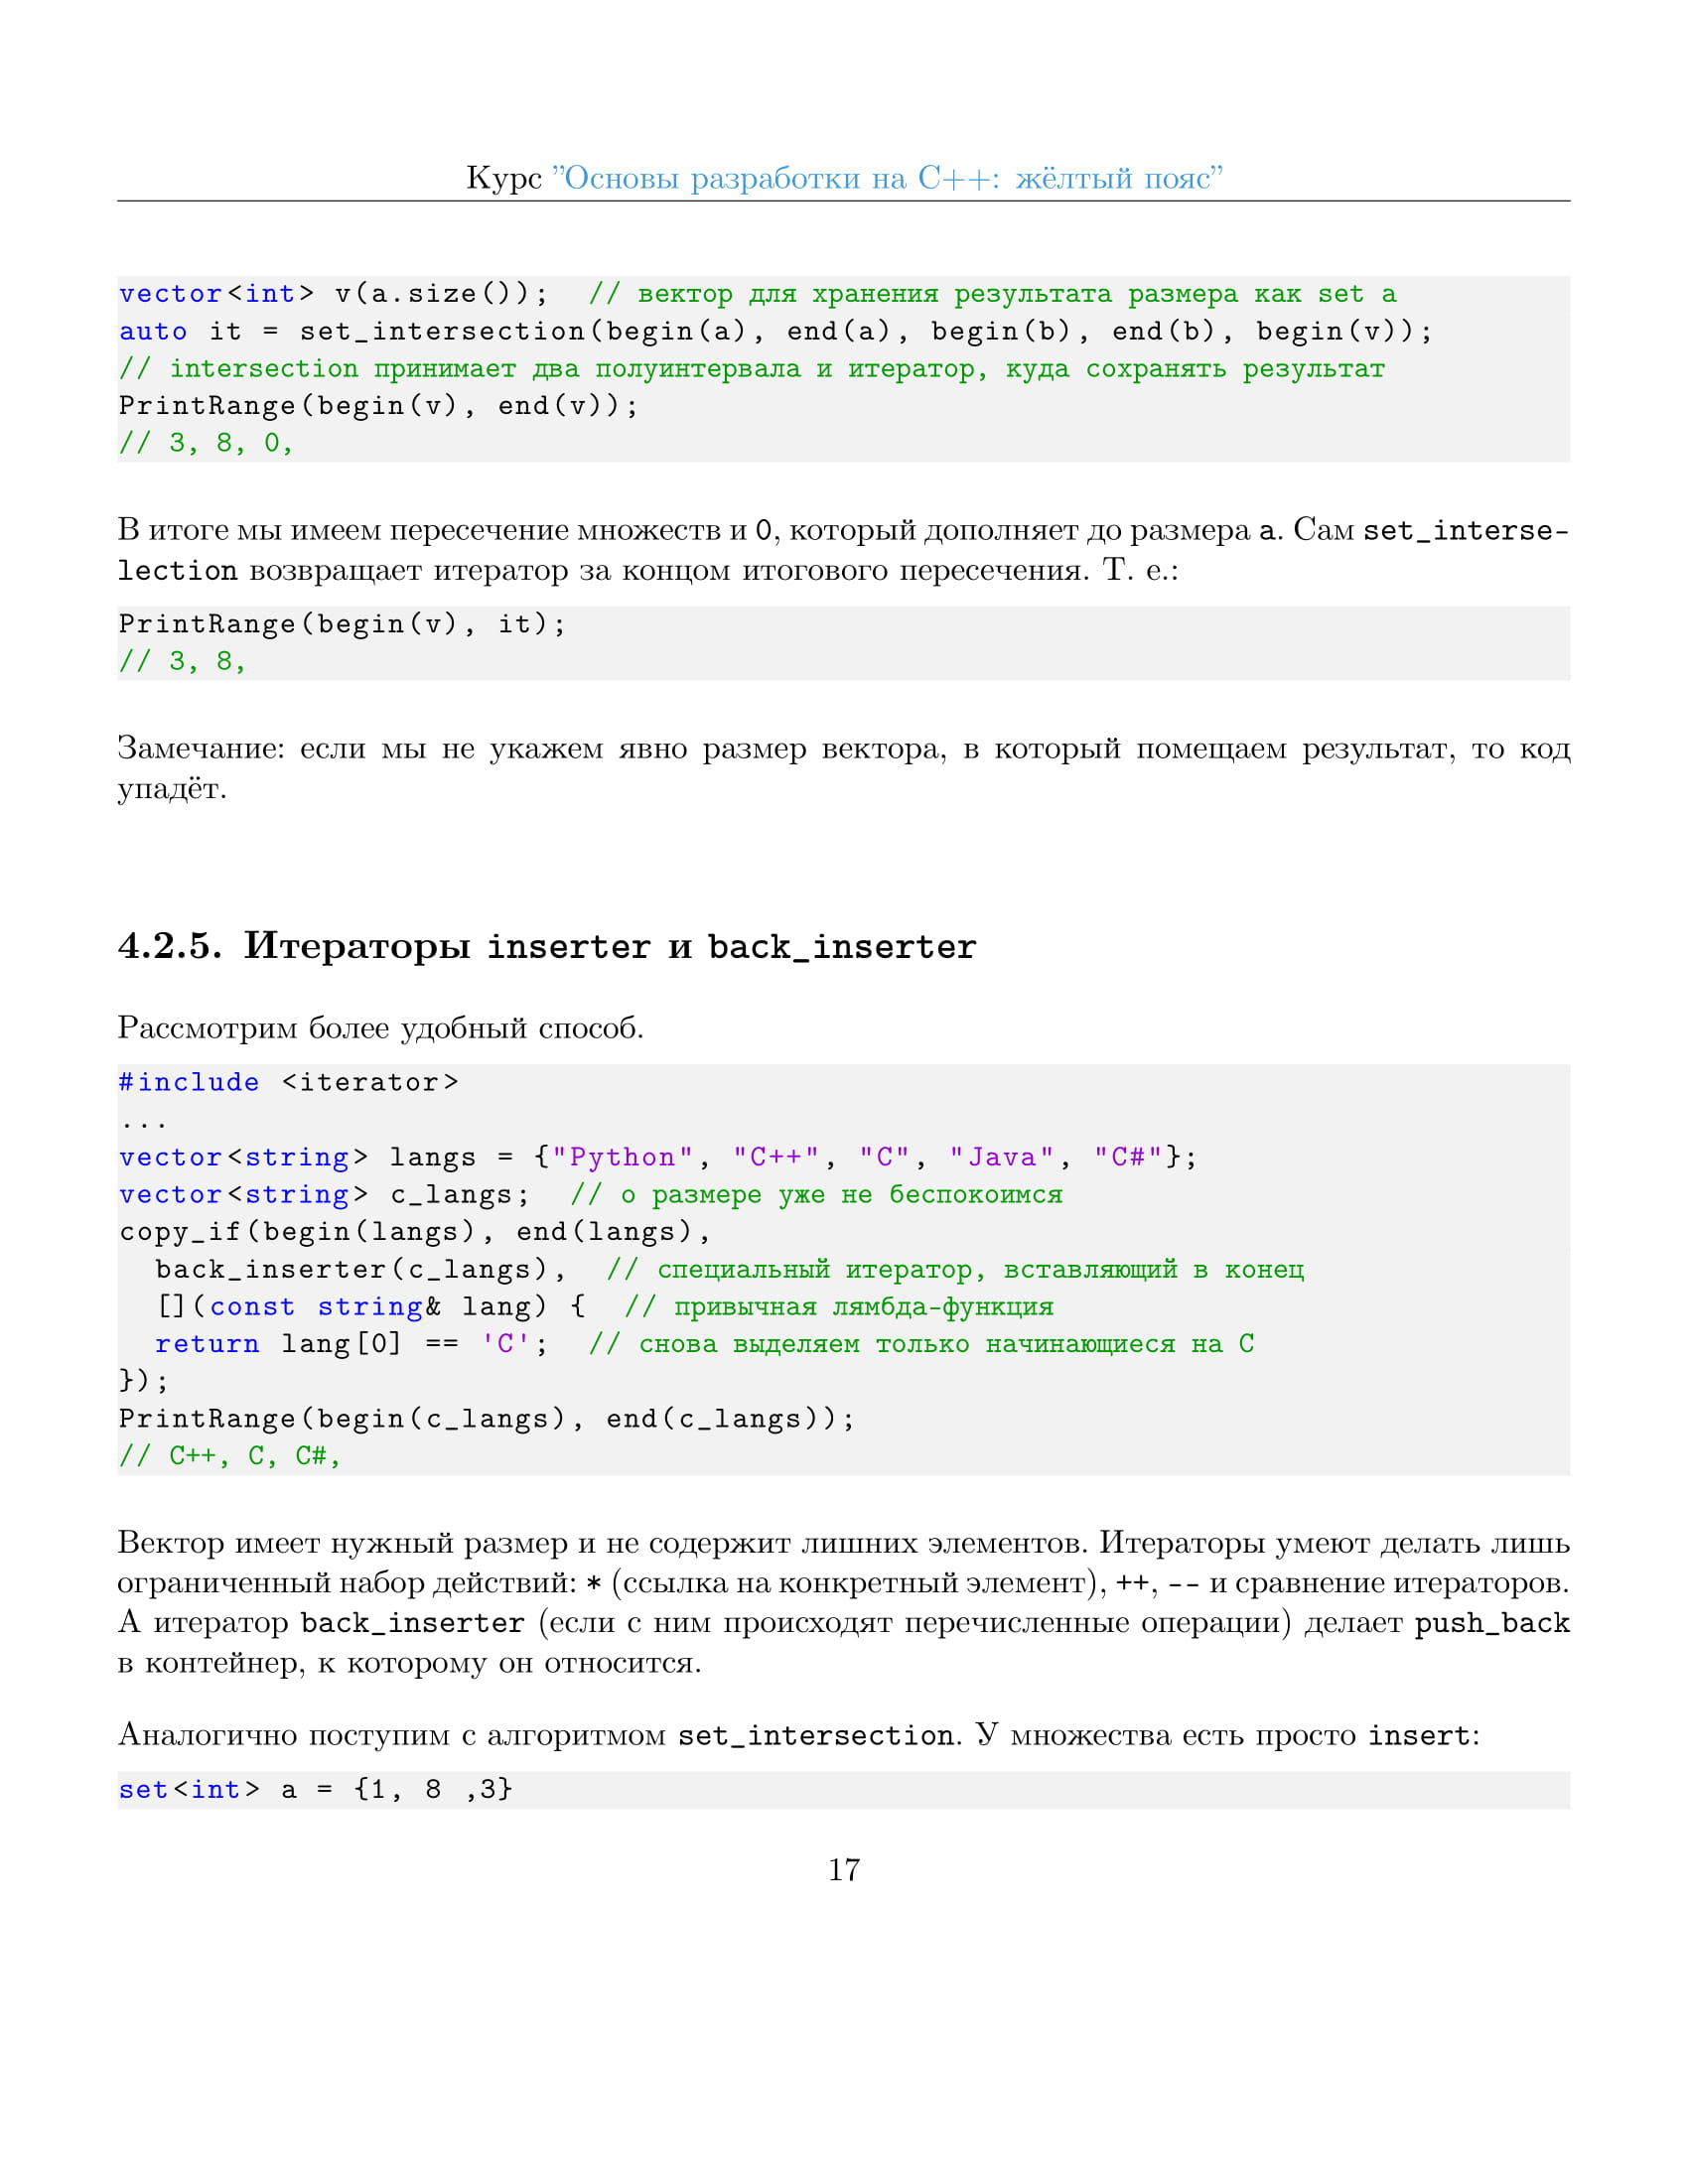 Курс ”Основы разработки на C++: жёлтый пояс”
vector<int> v(a.size());  // вектор для хранения результата размера как set a
auto it = set_intersection(begin(a), end(a), begin(b), end(b), begin(v));
// intersection принимает два полуинтервала и итератор, куда сохранять результат
PrintRange(begin(v), end(v));
// 3, 8, 0,
В итоге мы имеем пересечение множеств и 0, который дополняет до размера a. Сам set_interse-
lection возвращает итератор за концом итогового пересечения. Т. е.:
PrintRange(begin(v), it);
// 3, 8,
Замечание: если мы не укажем явно размер вектора, в который помещаем результат, то код
упадёт.
4.2.5. Итераторы inserter и back_inserter
Рассмотрим более удобный способ.
#include <iterator>
...
vector<string> langs = {"Python", "C++", "C", "Java", "C#"};
vector<string> c_langs;  // о размере уже не беспокоимся
copy_if(begin(langs), end(langs),
  back_inserter(c_langs),  // специальный итератор, вставляющий в конец
  [](const string& lang) {  // привычная лямбда-функция
  return lang[0] == 'C';  // снова выделяем только начинающиеся на C
});
PrintRange(begin(c_langs), end(c_langs));
// C++, C, C#,
Вектор имеет нужный размер и не содержит лишних элементов. Итераторы умеют делать лишь
ограниченный набор действий: * (ссылка на конкретный элемент), ++, -- и сравнение итераторов.
А итератор back_inserter (если с ним происходят перечисленные операции) делает push_back
в контейнер, к которому он относится.
Аналогично поступим с алгоритмом set_intersection. У множества есть просто insert:
set<int> a = {1, 8 ,3}
17